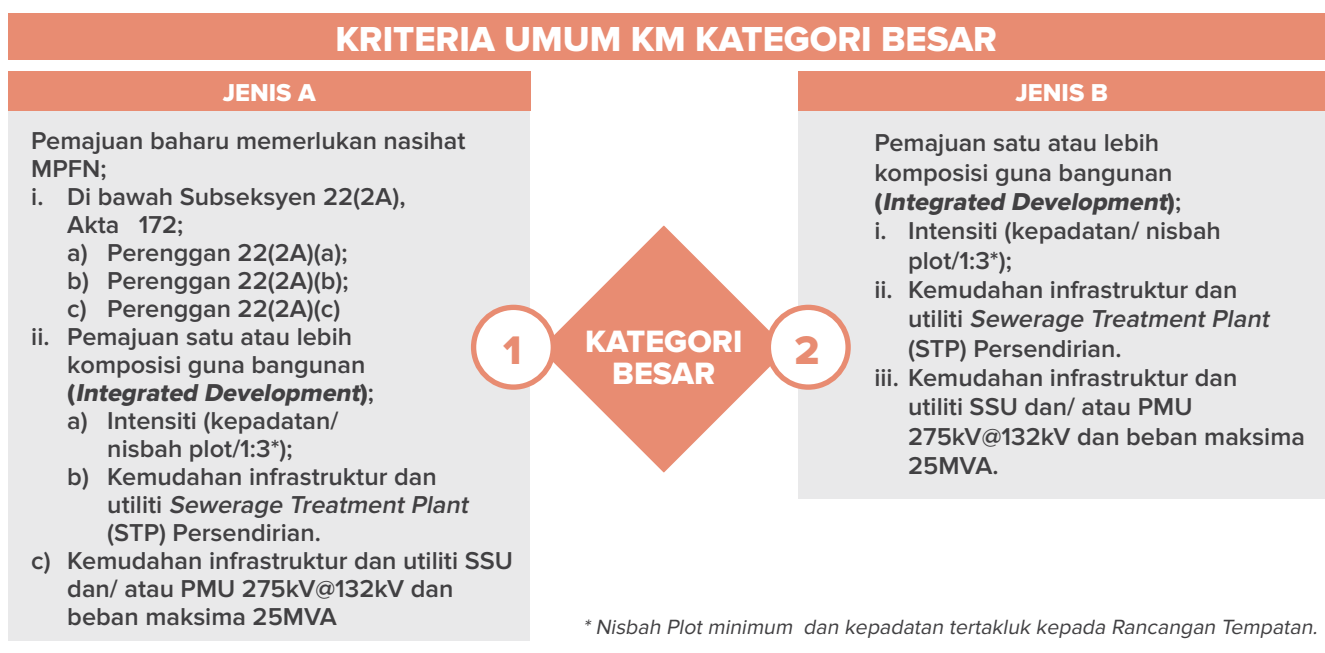 KRITERIA UMUM KM KATEGORI BESAR
JENIS A
Pemajuan baharu memerlukan nasihat
MPFN;
i. Di bawah Subseksyen 22(2A),
Akta 172;
a) Perenggan 22(2A)(a);
b) Perenggan 22(2A)(b);
c) Perenggan 22(2A)(c)
ii. Pemajuan satu atau lebih
komposisi guna bangunan
(Integrated Development);
a) Intensiti (kepadatan/
nisbah plot/1:3*);
b) Kemudahan infrastruktur dan
utiliti Sewerage Treatment Plant
(STP) Persendirian.
c) Kemudahan infrastruktur dan utiliti SSU
dan/ atau PMU 275kV@132kV dan
beban maksima 25MVA
1
KATEGORI
BESAR
2
JENIS B
Pemajuan satu atau lebih
komposisi guna bangunan
(Integrated Development);
i. Intensiti (kepadatan/ nisbah
plot/1:3*);
ii. Kemudahan infrastruktur dan
utiliti Sewerage Treatment Plant
(STP) Persendirian.
iii. Kemudahan infrastruktur dan
utiliti SSU dan/ atau PMU
275kV@132kV dan beban maksima
25MVA.
* Nisbah Plot minimum dan kepadatan tertakluk kepada Rancangan Tempatan.